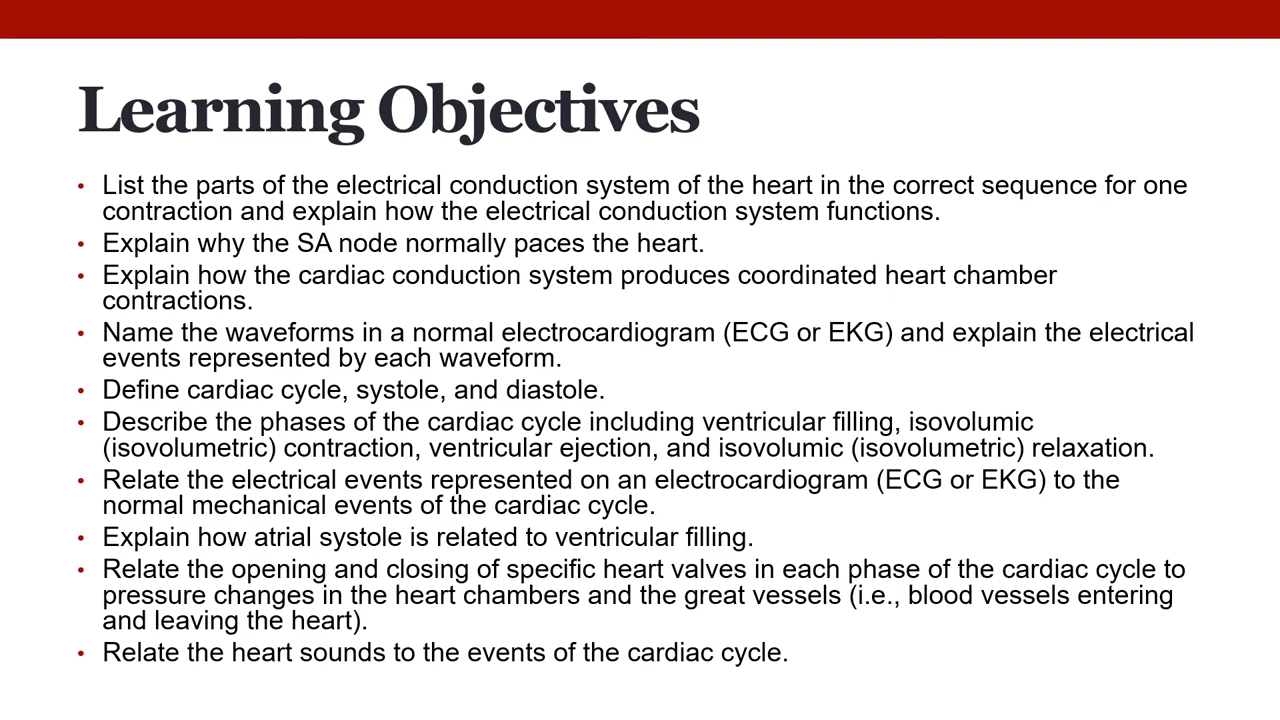 Learning Objectives
• List the parts of the electrical conduction system of the heart in the correct sequence for one
contraction and explain how the electrical conduction system functions.
• Explain why the SA node normally paces the heart.
• Explain how the cardiac conduction system produces coordinated heart chamber
contractions.
• Name the waveforms in a normal electrocardiogram (ECG or EKG) and explain the electrical
events represented by each waveform.
• Define cardiac cycle, systole, and diastole.
• Describe the phases of the cardiac cycle including ventricular filling, isovolumic
(isovolumetric) contraction, ventricular ejection, and isovolumic (isovolumetric) relaxation.
• Relate the electrical events represented on an electrocardiogram (ECG or EKG) to the
normal mechanical events of the cardiac cycle.
• Explain how atrial systole is related to ventricular filling.
• Relate the opening and closing of specific heart valves in each phase of the cardiac cycle to
pressure changes in the heart chambers and the great vessels (i.e., blood vessels entering
and leaving the heart).
• Relate the heart sounds to the events of the cardiac cycle.